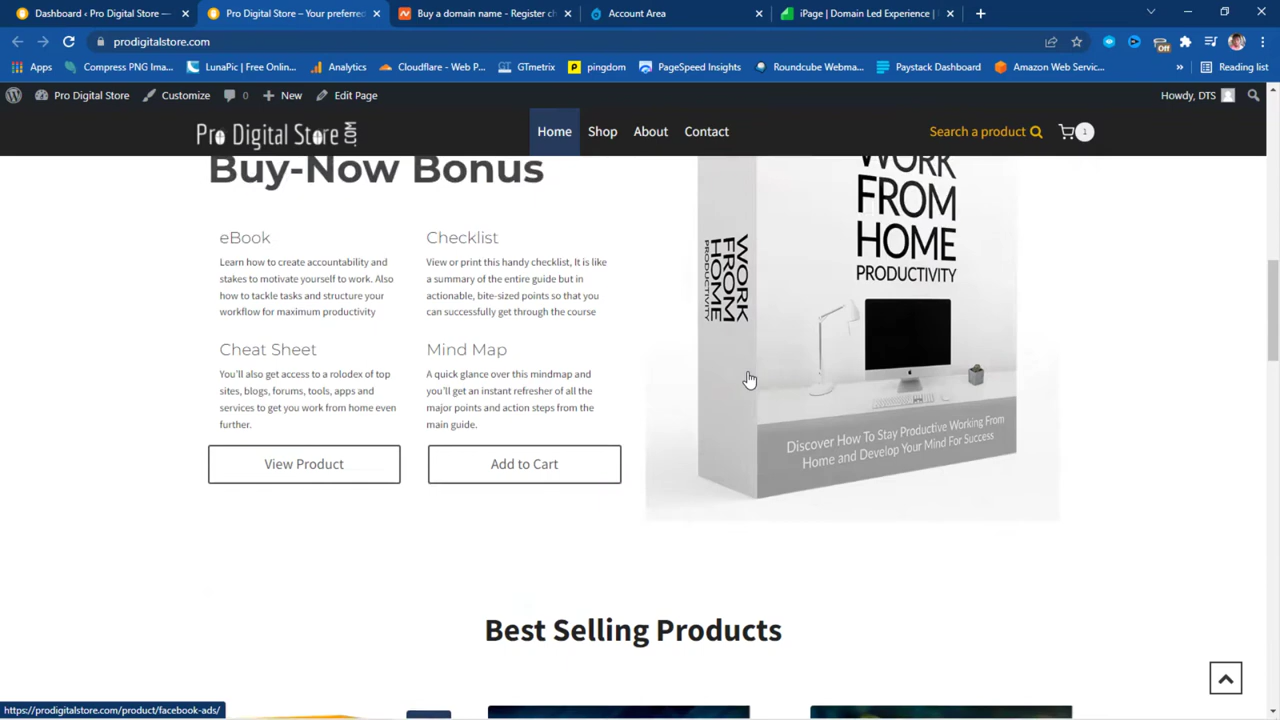 Dashboard ‹ Pro Digital Store —
Pro Digital Store – Your preferre
Buy a domain name - Register ch
Account Area
iPage | Domain Led Experience |
prodigitalstore.com
Apps
Compress PNG Ima...
LunaPic | Free Onlin...
Analytics
Cloudflare - Web P...
GTmetrix
pingdom
PageSpeed Insights
Roundcube Webma...
Paystack Dashboard
Amazon Web Servic...
»
Reading list
Off
Pro Digital Store
Customize
0
New
Edit Page
Howdy, DTS
Pro Digital Store .COM
Home
Shop
About
Contact
Search a product
1
Buy-Now Bonus
eBook
Learn how to create accountability and
stakes to motivate yourself to work. Also
how to tackle tasks and structure your
workflow for maximum productivity
Checklist
View or print this handy checklist, It is like
a summary of the entire guide but in
actionable, bite-sized points so that you
can successfully get through the course
Cheat Sheet
You'll also get access to a rolodex of top
sites, blogs, forums, tools, apps and
services to get you work from home even
further.
Mind Map
A quick glance over this mindmap and
you'll get an instant refresher of all the
major points and action steps from the
main guide.
View Product
Add to Cart
WORK
FROM
HOME
PRODUCTIVITY
WORK
FROM
HOME
PRODUCTIVITY
Discover How To Stay Productive Working From
Home and Develop Your Mind For Success
Best Selling Products
https://prodigitalstore.com/product/facebook-ads/